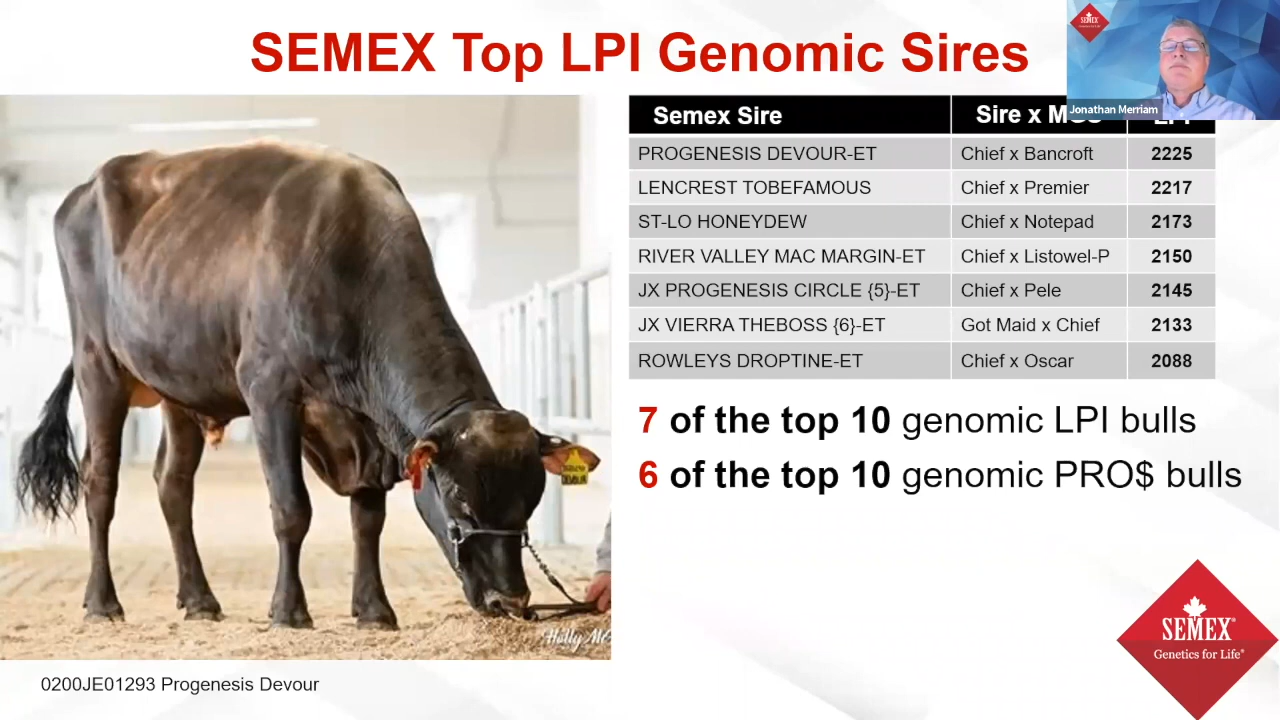 SEMEX Top LPI Genomic Sires
SEMEX
Jonathan Merriam
Semex Sire Sire x
PROGENESIS DEVOUR-ET Chief x Bancroft 2225
LENCREST TOBEFAMOUS Chief x Premier 2217
ST-LO HONEYDEW Chief x Notepad 2173
RIVER VALLEY MAC MARGIN-ET Chief x Listowel-P 2150
JX PROGENESIS CIRCLE {5}-ET Chief x Pele 2145
JX VIERRA THEBOSS {6}-ET Got Maid x Chief 2133
ROWLEYS DROPTINE-ET Chief x Oscar 2088
7 of the top 10 genomic LPI bulls
6 of the top 10 genomic PRO$ bulls
SEMEX®
Genetics for Life®
0200JE01293 Progenesis Devour